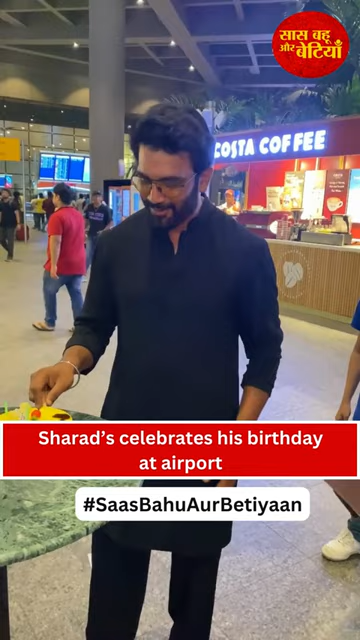 सास बहू
और बेटियाँ
COSTA COFFEE
Sharad's celebrates his birthday
at airport
#SaasBahuAurBetiyaan